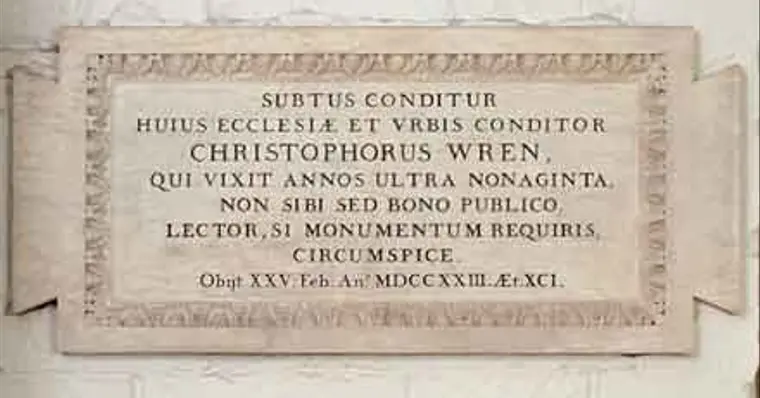 SUBTUS CONDITUR
HUIUS ECCLESIÆ ET VRBIS CONDITOR
CHRISTOPHORUS WREN,
QUI VIXIT ANNOS ULTRA NONAGINTA,
NON SIBI SED BONO PUBLICO,
LECTOR, SI MONUMENTUM REQUIRIS,
CIRCUMSPICE.
Obijt XXV. Feb. Anº. MDCCXXIII. Æt. XCI.